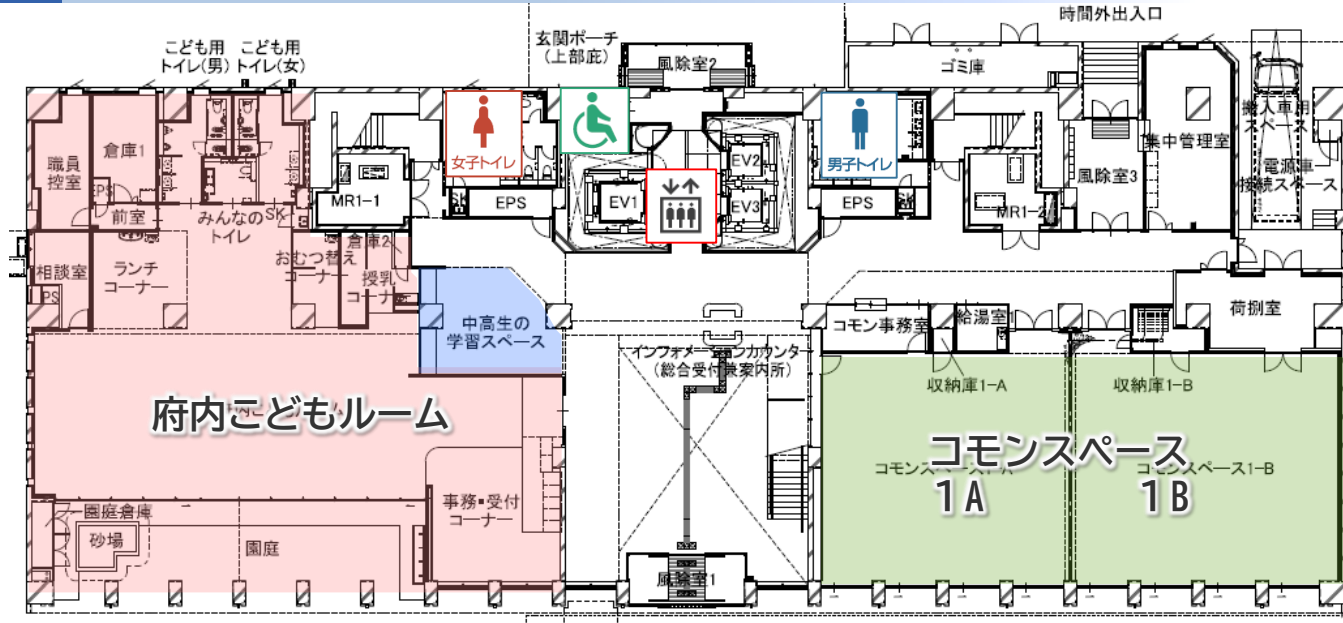 時間外出入口
玄関ポーチ
(上部庇)
こども用
トイレ(男)
こども用
トイレ(女)
風除室2
ゴミ庫
搬入車用
スペース
電源車
接続スペース
集中管理室
職員
控室
倉庫1
EPS
前室
みんなの
トイレ
SK
MR1-1
女子トイレ
EPS
EV1
EV2
EV3
男子トイレ
EPS
MR1-2
風除室3
相談室
PS
ランチ
コーナー
おむつ替え
コーナー
倉庫2
授乳
コーナー
中高生の
学習スペース
インフォメーションカウンター
(総合受付兼案内所)
コモン事務室
給湯室1
荷捌室
収納庫1-A
収納庫1-B
府内こどもルーム
コモンスペース
1A
1B
コモンスペース1-A
コモンスペース1-B
事務・受付
コーナー
園庭倉庫
砂場
園庭
風除室1